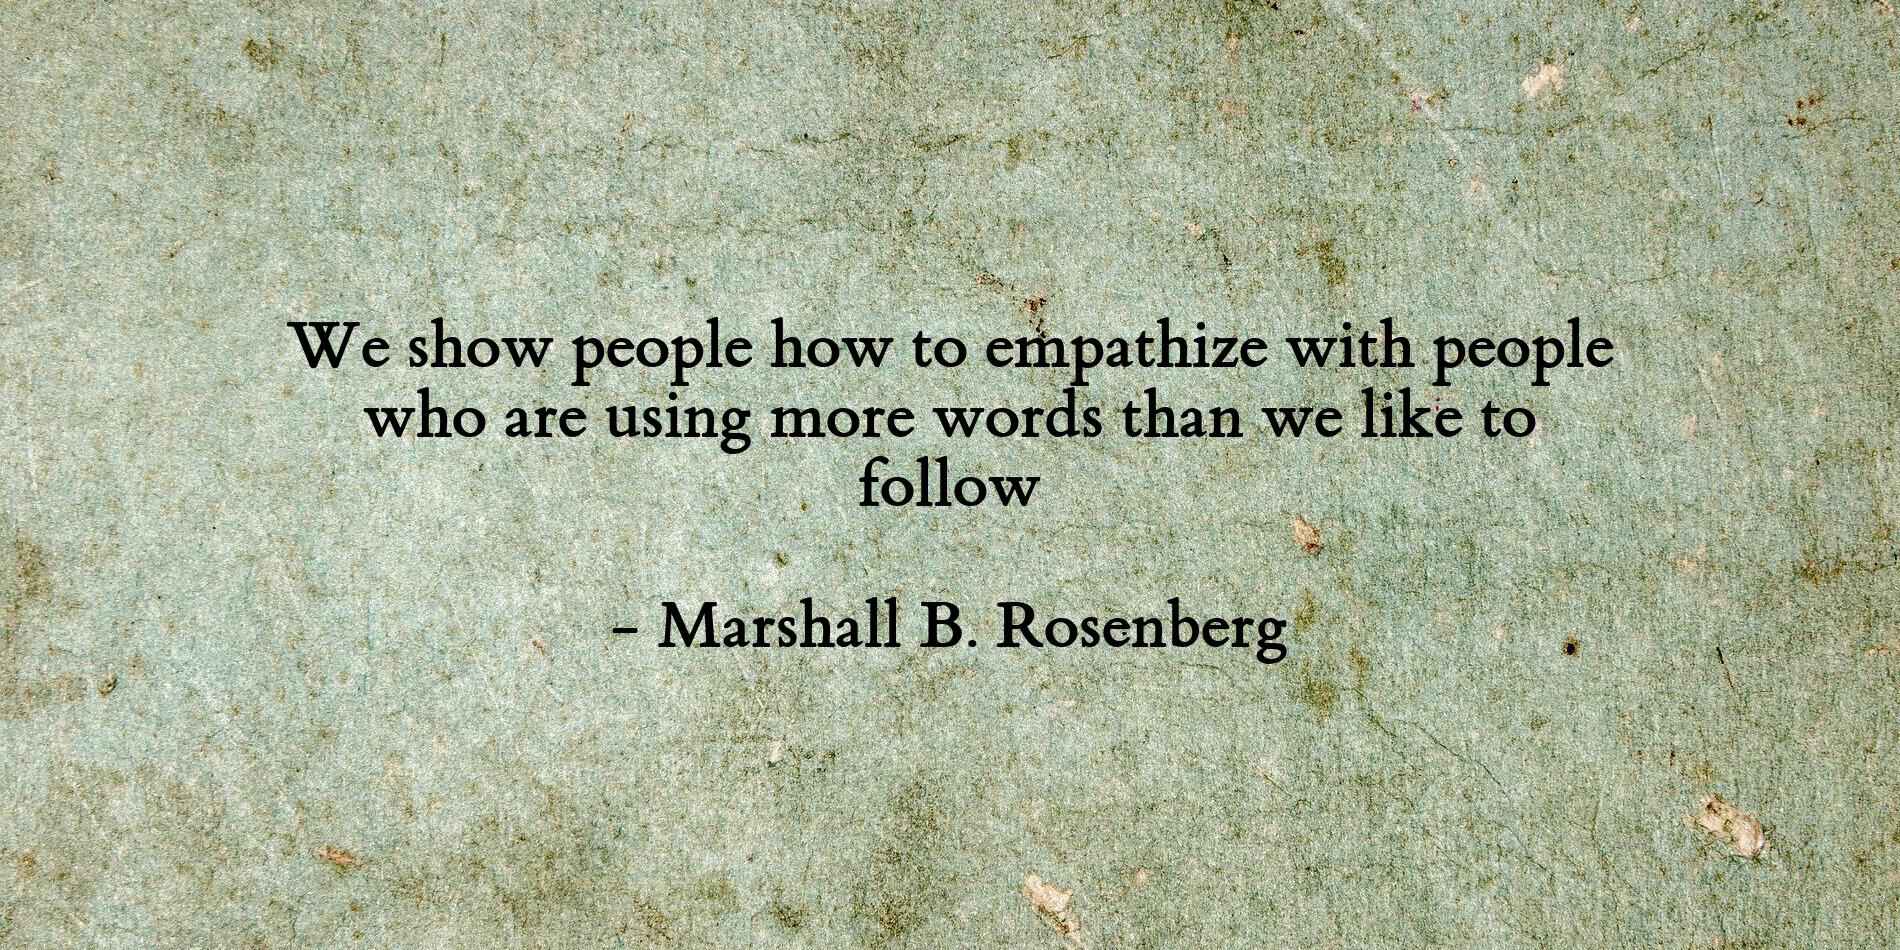 We show people how to empathize with people
who are using more words than we like to
follow
- Marshall B. Rosenberg